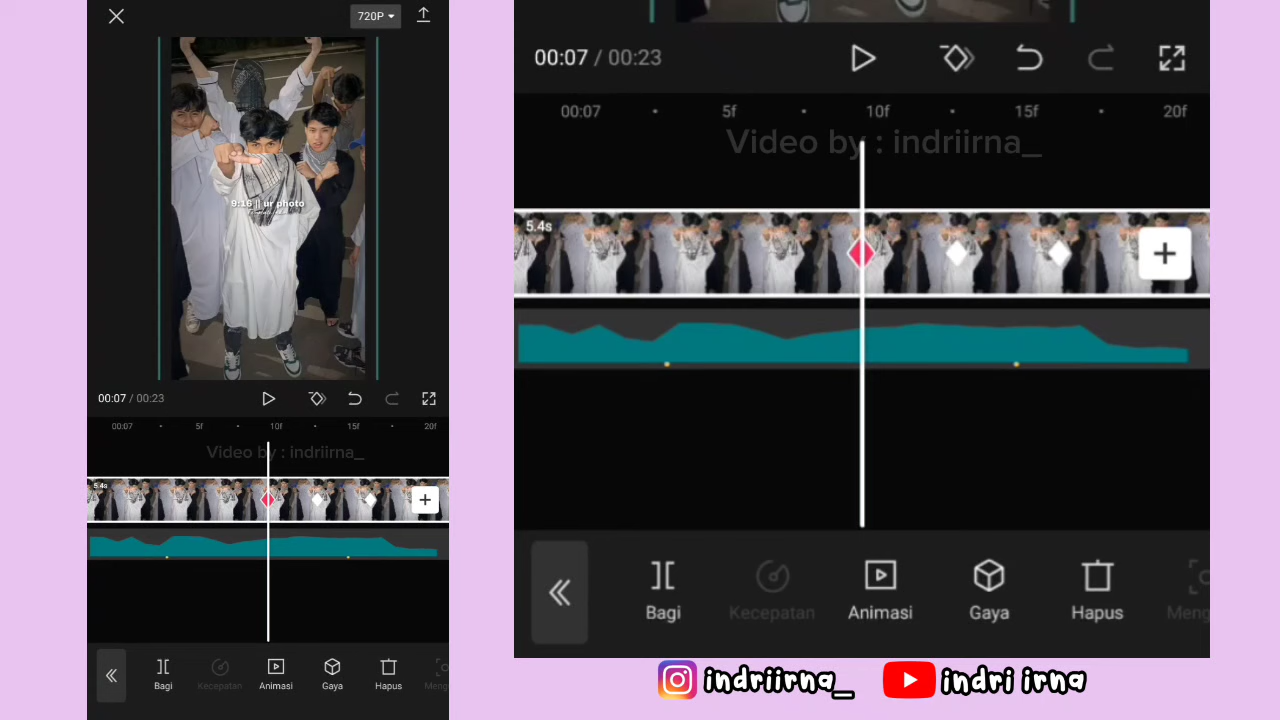 720P
9:16 || ur photo
00:07 / 00:23
00:07 5f 10f 15f 20f
Video by : indriirna_
5.4s
Bagi Kecepatan Animasi Gaya Hapus Meng
00:07 / 00:23
00:07 5f 10f 15f 20f
Video by : indriirna_
5.4s
Bagi Kecepatan Animasi Gaya Hapus Meng
indriirna_ indri irna